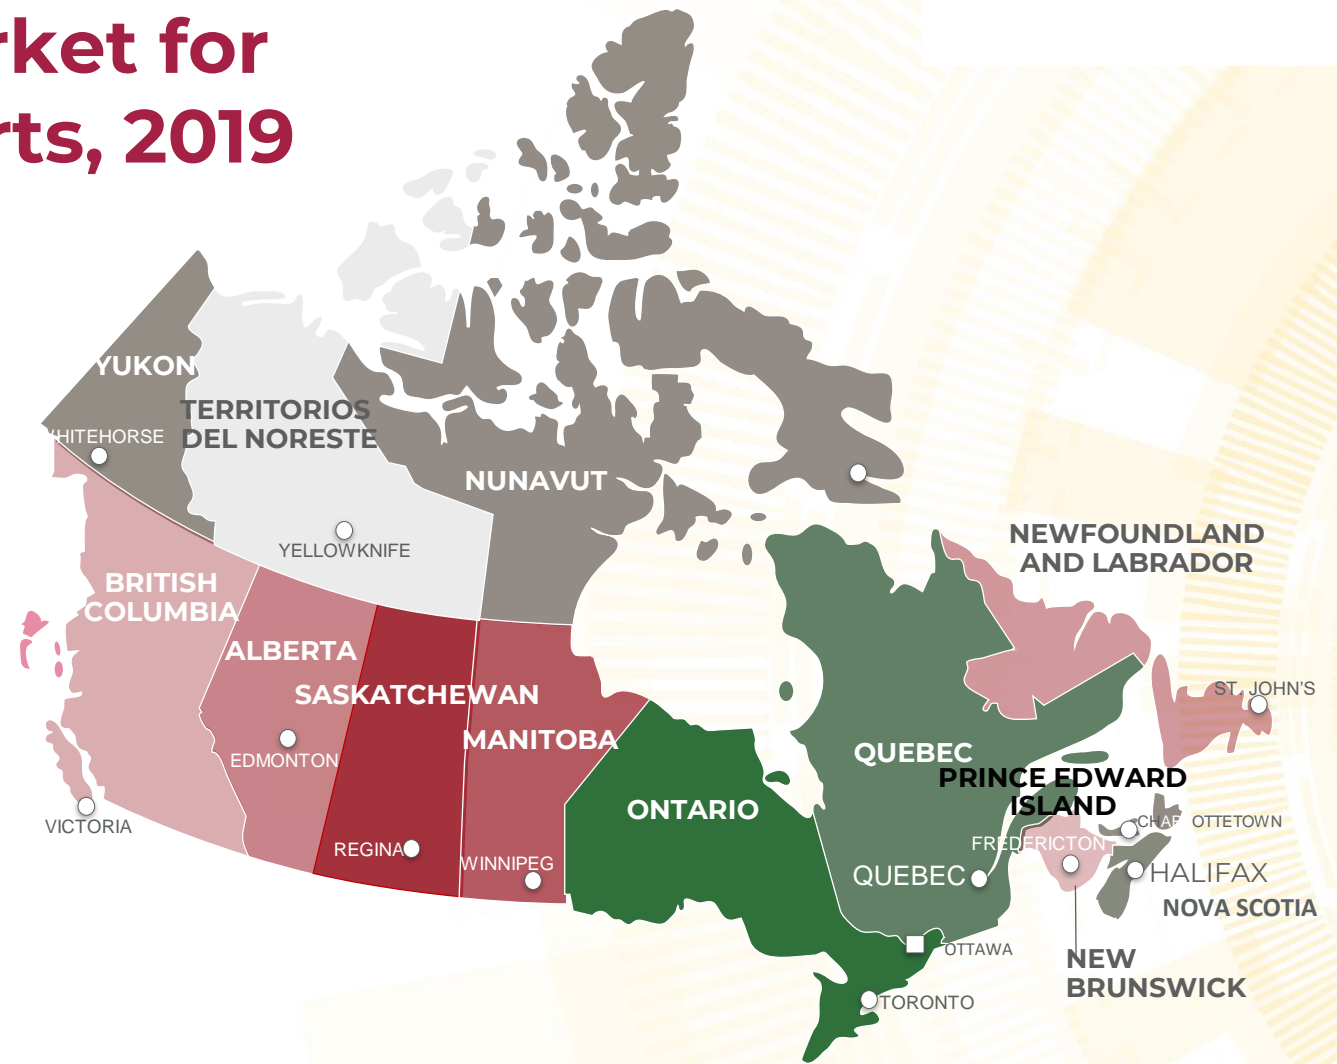 rket for
rts, 2019
YUKON
WHITEHORSE
TERRITORIOS
DEL NORESTE
NUNAVUT
YELLOWKNIFE
NEWFOUNDLAND
AND LABRADOR
BRITISH
COLUMBIA
ALBERTA
SASKATCHEWAN
MANITOBA
EDMONTON
VICTORIA
REGINA
WINNIPEG
ONTARIO
QUEBEC
ST. JOHN'S
PRINCE EDWARD
ISLAND
CHARLOTTETOWN
FREDERICTON
QUEBEC
HALIFAX
NOVA SCOTIA
OTTAWA
NEW
BRUNSWICK
TORONTO